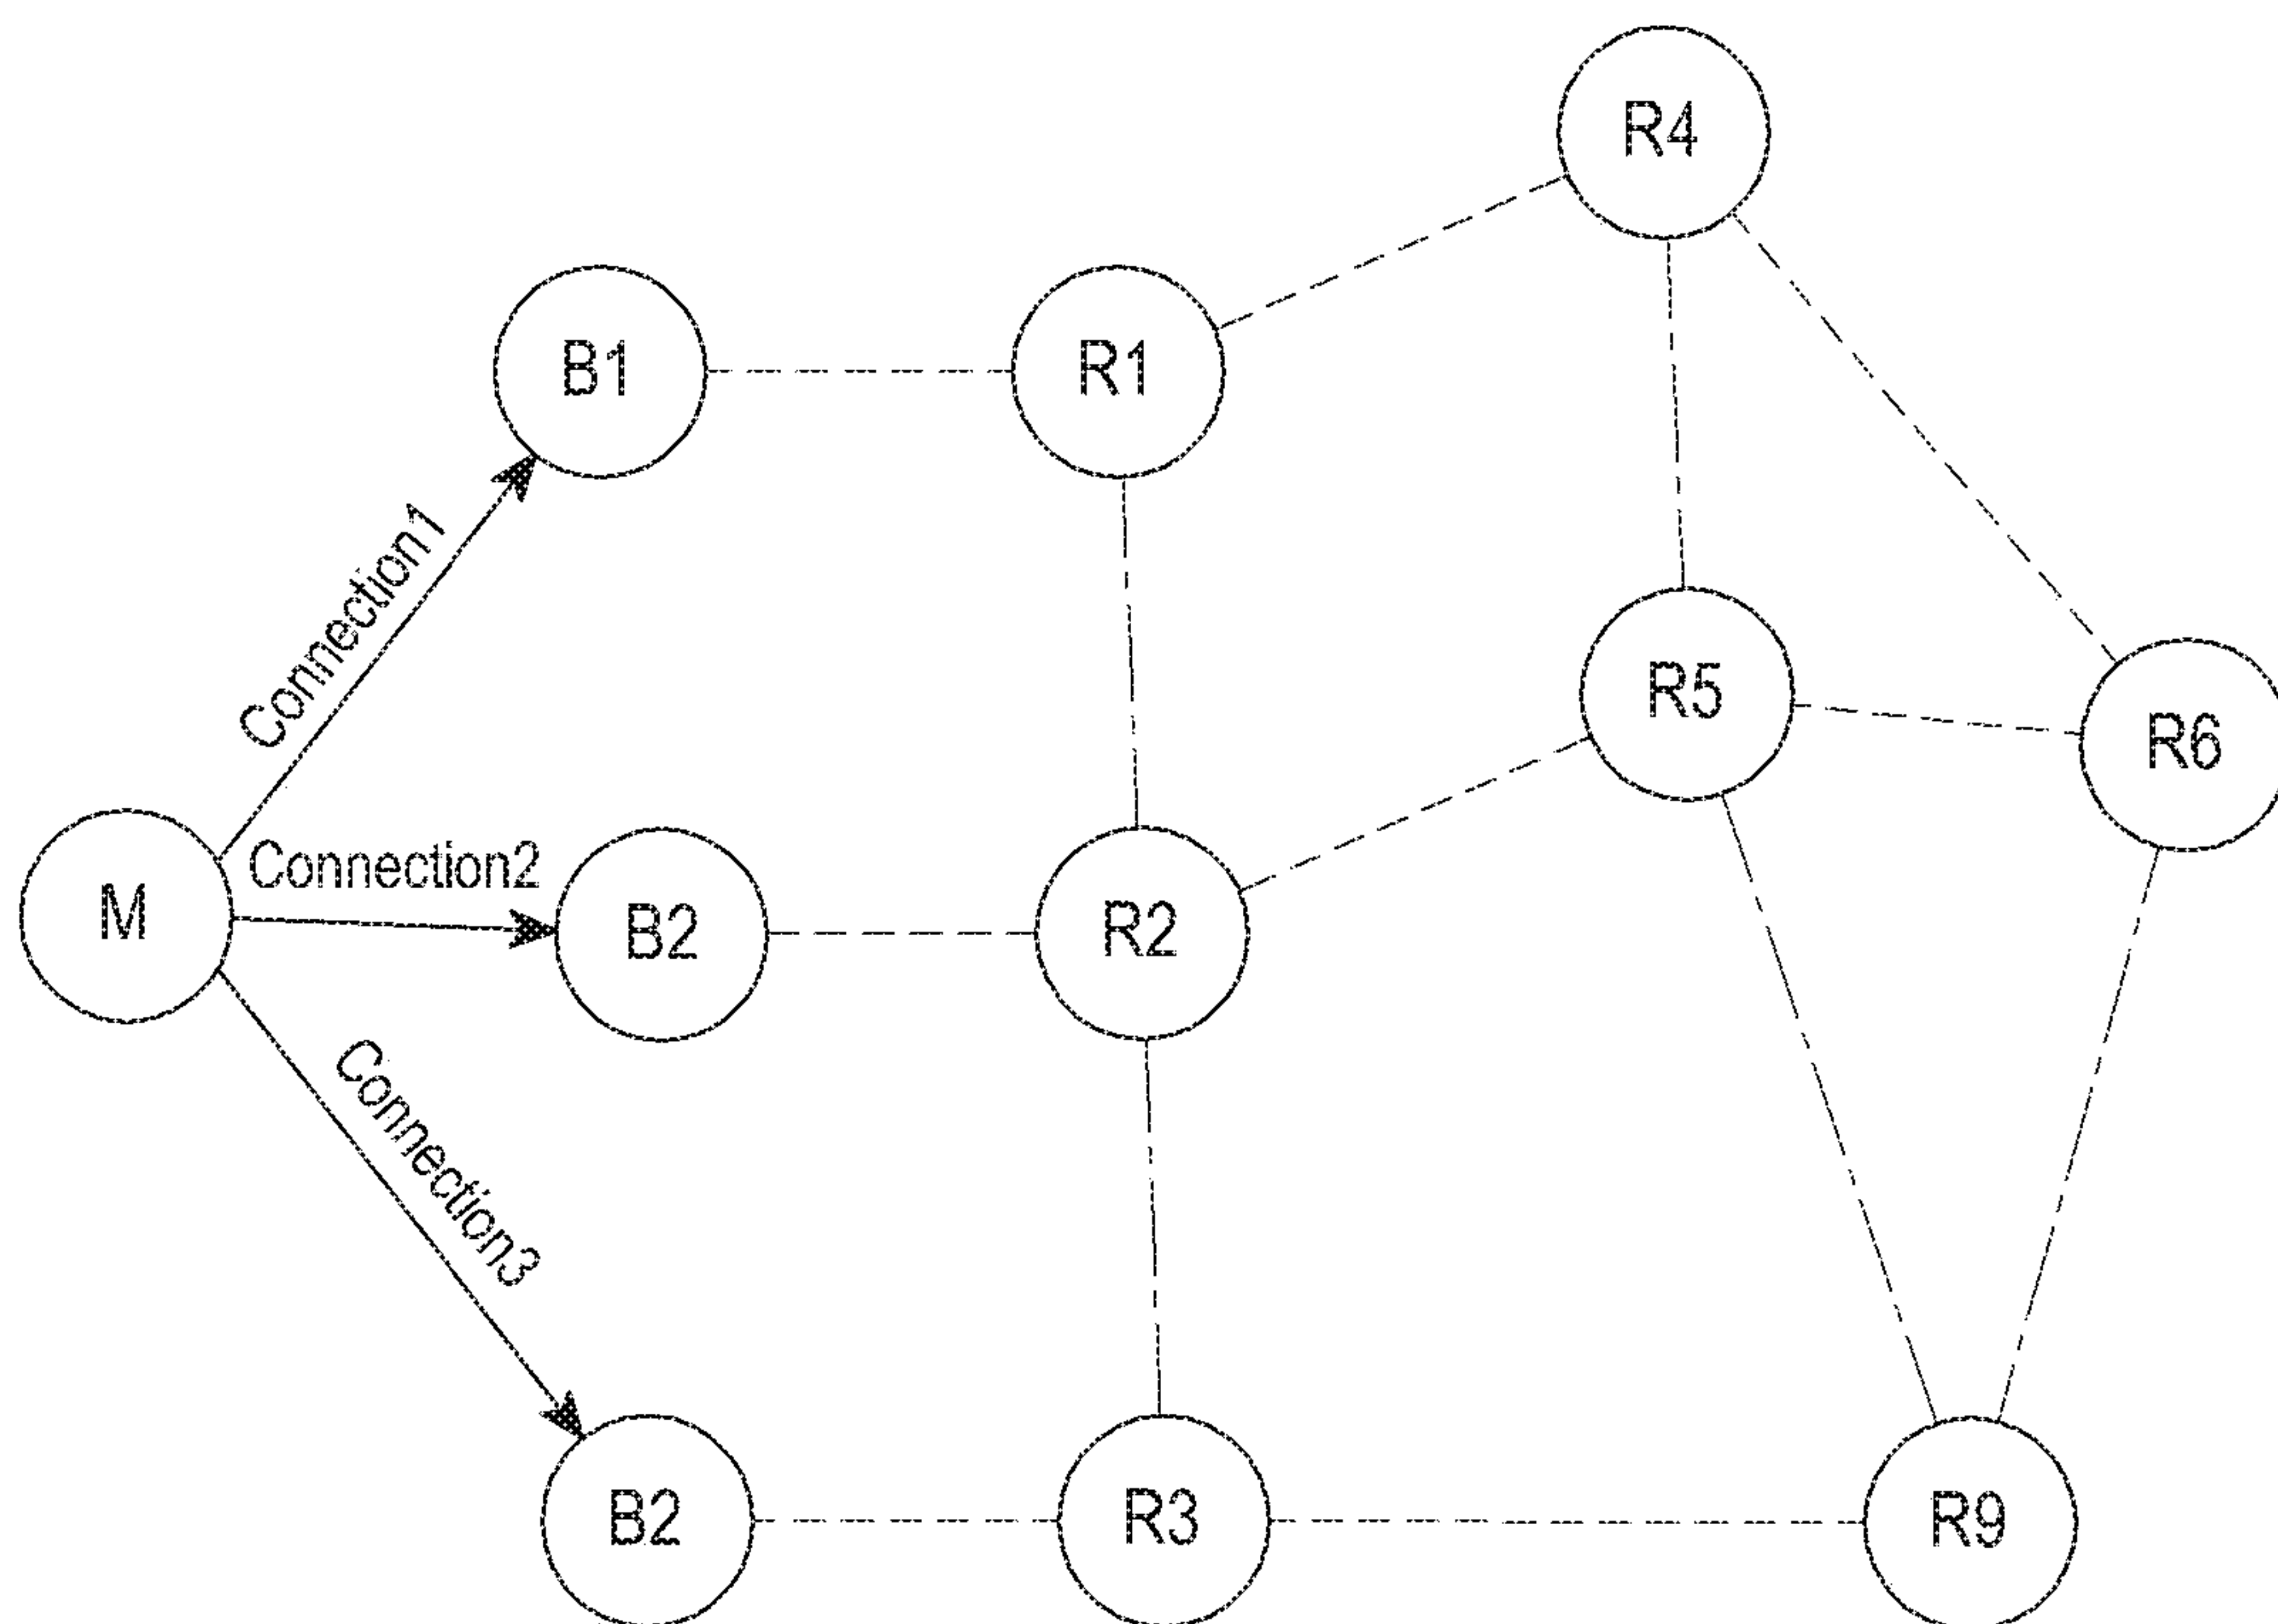 R4
B1
R1
Connection1
R5
R6
Connection2
M
B2
R2
Connection3
B2
R3
R9